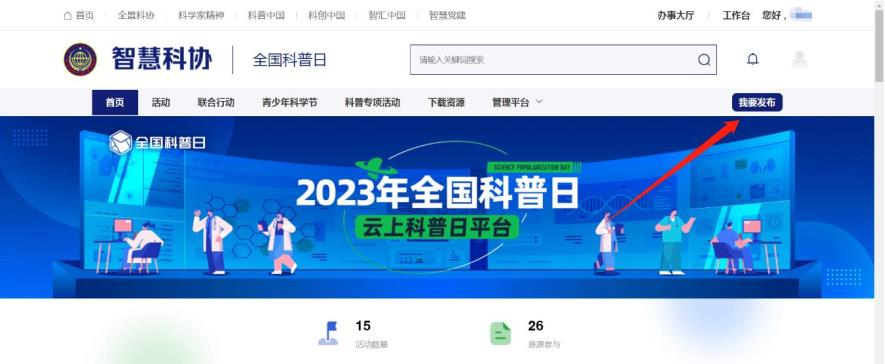 首页 全景科协 科学家精神 科普中国 科创中国 智汇中国 智慧党建 办事大厅 工作台 您好，
智慧科协 全国科普日 请输入关键词搜索
首页 活动 联合行动 青少年科学节 科普专项活动 下载资源 管理平台 我要发布
全国科普日
SCIENCE POPULARIZATION DAY
2023年全国科普日
云上科普日平台
15 26
活动数量 意源参与